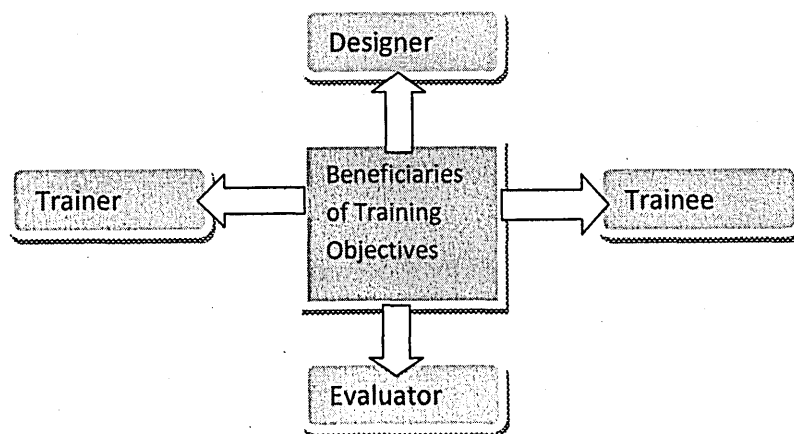 Designer
Beneficiaries
of Training
Objectives
Trainer
Trainee
Evaluator